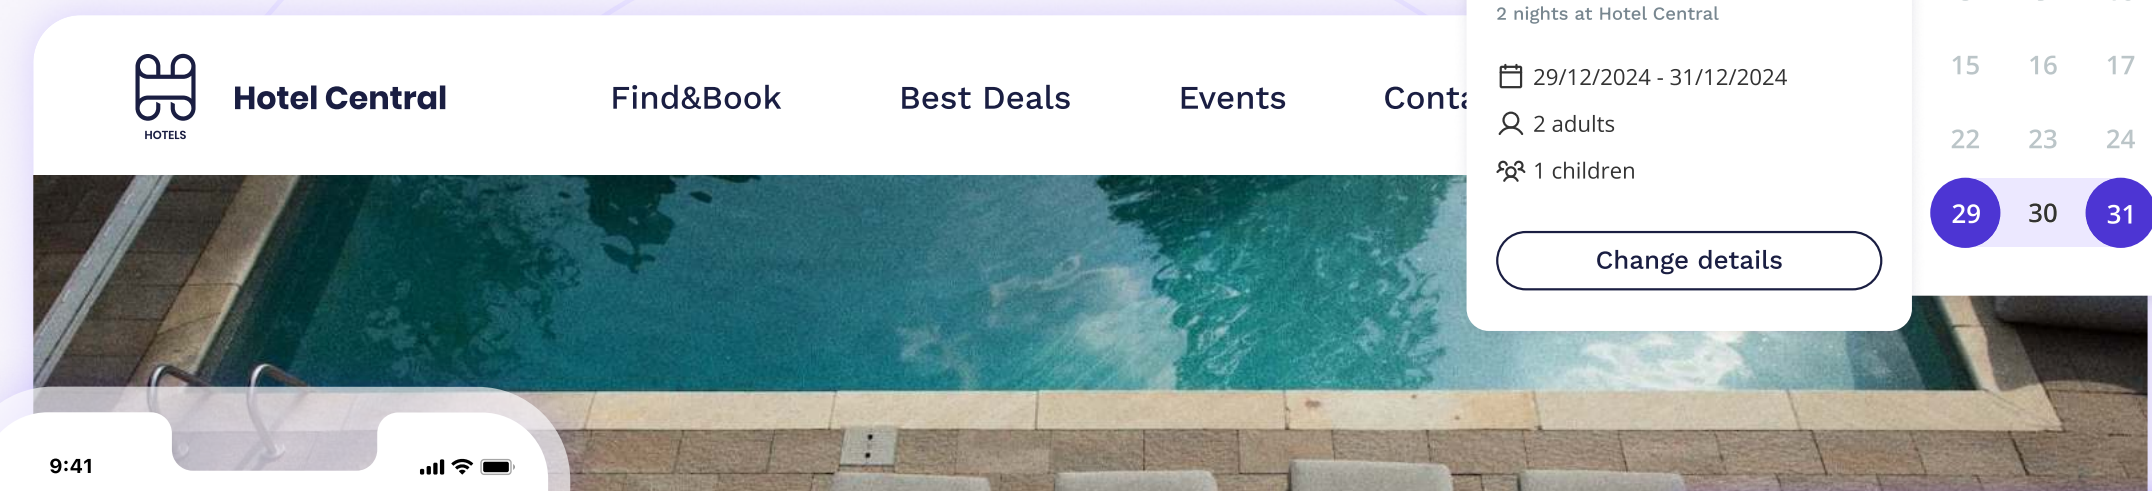 2 nights at Hotel Central
HOTELS
Hotel Central
Find&Book
Best Deals
Events
29/12/2024 - 31/12/2024
2 adults
1 children
Change details
15 16 17
22 23 24
29 30 31
9:41